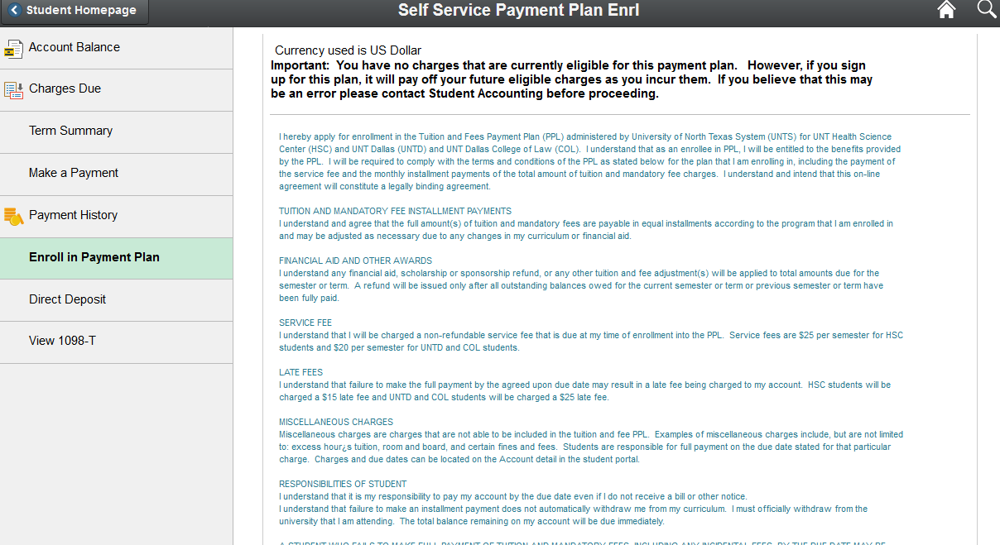 Student Homepage
Self Service Payment Plan Enrl
Account Balance
Charges Due
Term Summary
Make a Payment
Payment History
Enroll in Payment Plan
Direct Deposit
View 1098-T
Currency used is US Dollar
Important:  You have no charges that are currently eligible for this payment plan.   However, if you sign
up for this plan, it will pay off your future eligible charges as you incur them.  If you believe that this may
be an error please contact Student Accounting before proceeding.
I hereby apply for enrollment in the Tuition and Fees Payment Plan (PPL) administered by University of North Texas System (UNTS) for UNT Health Science
Center (HSC) and UNT Dallas (UNTD) and UNT Dallas College of Law (COL).  I understand that as an enrollee in PPL, I will be entitled to the benefits provided
by the PPL.  I will be required to comply with the terms and conditions of the PPL as stated below for the plan that I am enrolling in, including the payment of
the service fee and the monthly installment payments of the total amount of tuition and mandatory fee charges.  I understand and intend that this on-line
agreement will constitute a legally binding agreement.
TUITION AND MANDATORY FEE INSTALLMENT PAYMENTS
I understand and agree that the full amount(s) of tuition and mandatory fees are payable in equal installments according to the program that I am enrolled in
and may be adjusted as necessary due to any changes in my curriculum or financial aid.
FINANCIAL AID AND OTHER AWARDS
I understand any financial aid, scholarship or sponsorship refund, or any other tuition and fee adjustment(s) will be applied to total amounts due for the
semester or term.  A refund will be issued only after all outstanding balances owed for the current semester or term or previous semester or term have
been fully paid.
SERVICE FEE
I understand that I will be charged a non-refundable service fee that is due at my time of enrollment into the PPL.  Service fees are $25 per semester for HSC
students and $20 per semester for UNTD and COL students.
LATE FEES
I understand that failure to make the full payment by the agreed upon due date may result in a late fee being charged to my account.  HSC students will be
charged a $15 late fee and UNTD and COL students will be charged a $25 late fee.
MISCELLANEOUS CHARGES
Miscellaneous charges are charges that are not able to be included in the tuition and fee PPL.  Examples of miscellaneous charges include, but are not limited
to: excess hour¿s tuition, room and board, and certain fines and fees.  Students are responsible for full payment on the due date stated for that particular
charge.  Charges and due dates can be located on the Account detail in the student portal.
RESPONSIBILITIES OF STUDENT
I understand that it is my responsibility to pay my account by the due date even if I do not receive a bill or other notice.
I understand that failure to make an installment payment does not automatically withdraw me from my curriculum.  I must officially withdraw from the
university that I am attending.  The total balance remaining on my account will be due immediately.
A STUDENT WHO FAILS TO MAKE FULL PAYMENT OF TUITION AND MANDATORY FEES, INCLUDING ANY INCIDENTAL FEES, BY THE DUE DATE MAY BE